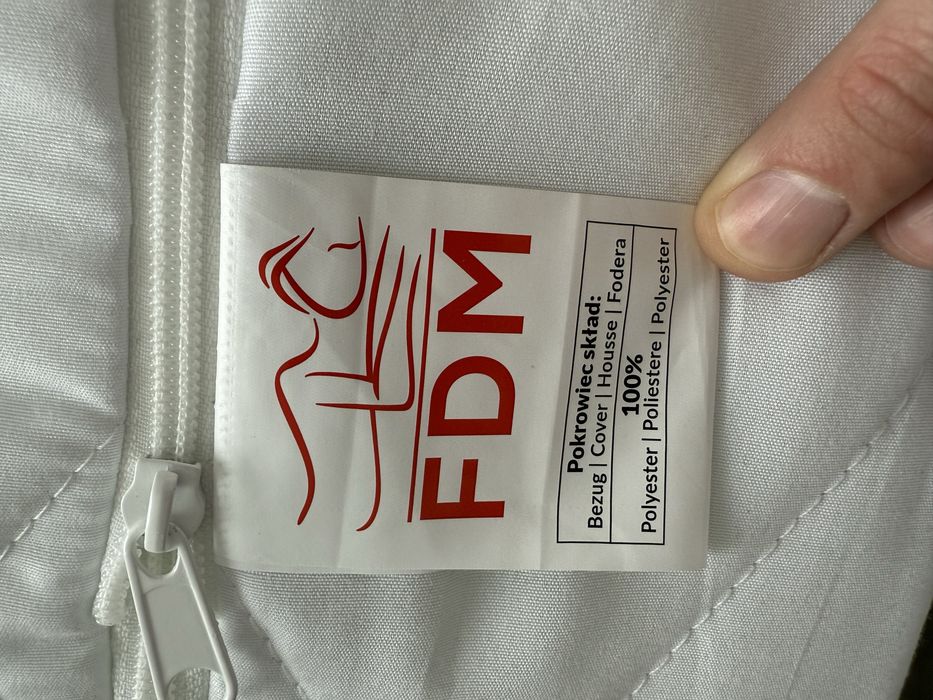 FDM
Pokrowiec skład:
Bezug | Cover | Housse | Fodera
100%
Polyester | Poliestere | Polyester